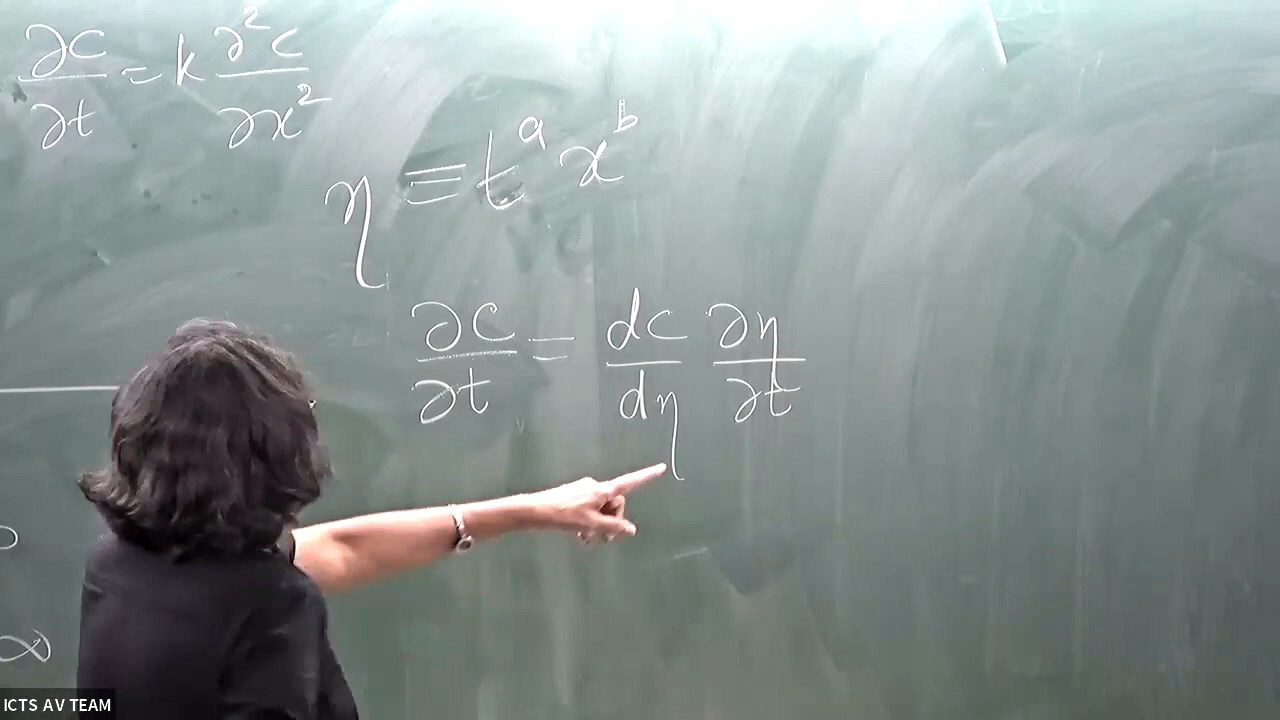 ∂c/∂t = k ∂²c/∂x²
η ≡ t^a x^b
∂c/∂t = dc/dη ∂η/∂t
∞
ICTS AV TEAM